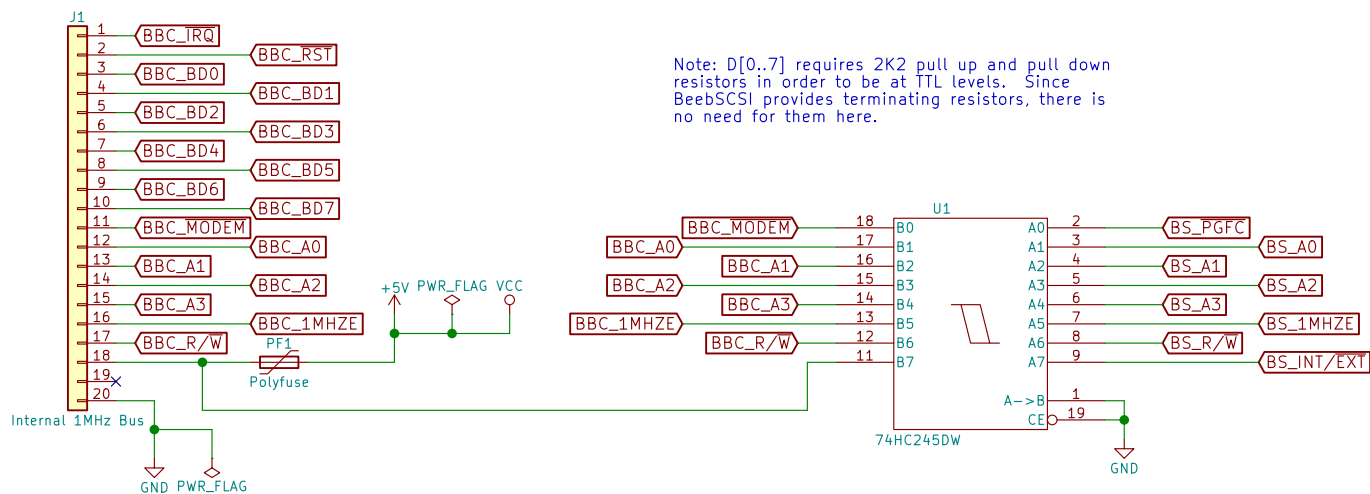 J1
1 BBC_IRQ
2 BBC_RST
3 BBC_BD0
4 BBC_BD1
5 BBC_BD2
6 BBC_BD3
7 BBC_BD4
8 BBC_BD5
9 BBC_BD6
10 BBC_BD7
11 BBC_MODEM
12 BBC_A0
13 BBC_A1
14 BBC_A2
15 BBC_A3
16 BBC_1MHZE
17 BBC_R/W
18
19
20
Internal 1MHz Bus
PF1
Polyfuse
+5V PWR_FLAG VCC
GND PWR_FLAG
Note: D[0..7] requires 2K2 pull up and pull down
resistors in order to be at TTL levels.  Since
BeebSCSI provides terminating resistors, there is
no need for them here.
U1
BBC_MODEM 18 B0 A0 2 BS_PGFC
BBC_A0 17 B1 A1 3 BS_A0
BBC_A1 16 B2 A2 4 BS_A1
BBC_A2 15 B3 A3 5 BS_A2
BBC_A3 14 B4 A4 6 BS_A3
BBC_1MHZE 13 B5 A5 7 BS_1MHZE
BBC_R/W 12 B6 A6 8 BS_R/W
11 B7 A7 9 BS_INT/EXT
A->B 1
CE 19
74HC245DW
GND